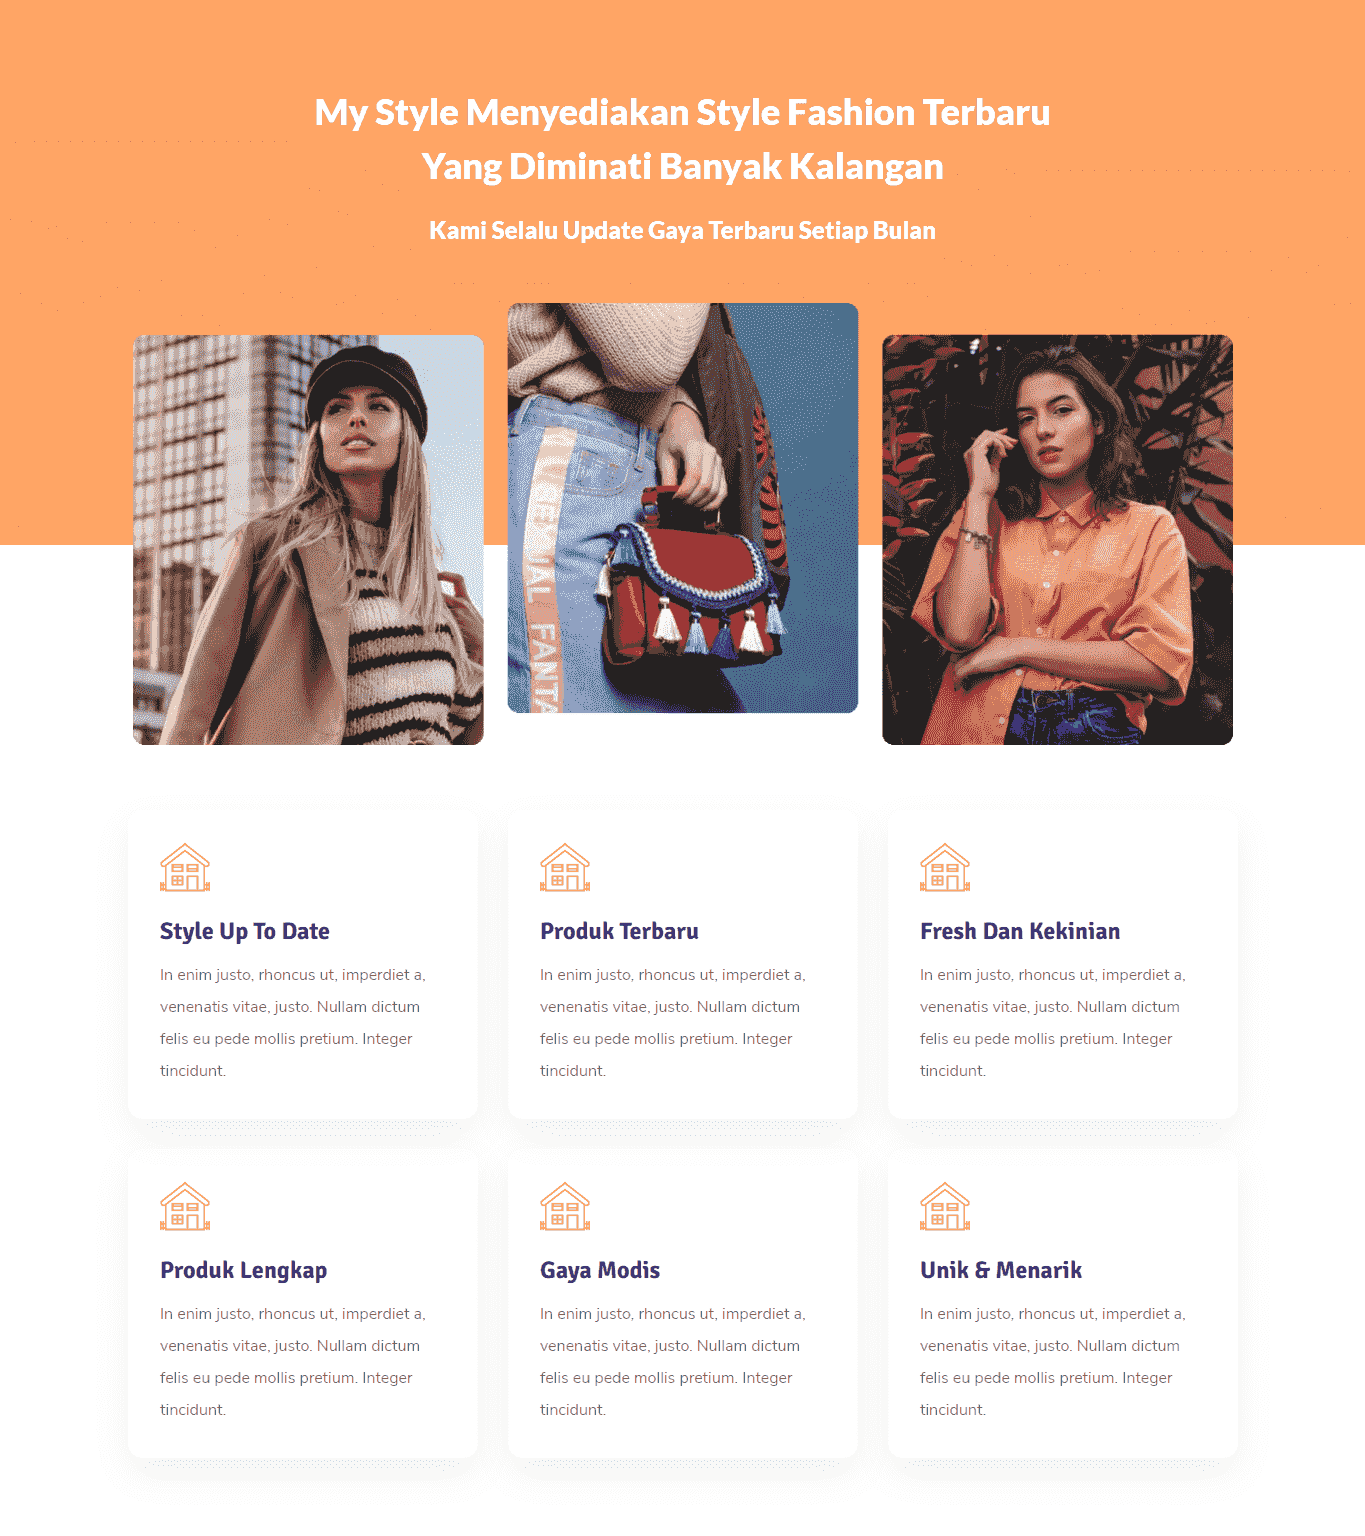 My Style Menyediakan Style Fashion Terbaru
Yang Diminati Banyak Kalangan
Kami Selalu Update Gaya Terbaru Setiap Bulan
FANTA
Style Up To Date
In enim justo, rhoncus ut, imperdiet a,
venenatis vitae, justo. Nullam dictum
felis eu pede mollis pretium. Integer
tincidunt.
Produk Terbaru
In enim justo, rhoncus ut, imperdiet a,
venenatis vitae, justo. Nullam dictum
felis eu pede mollis pretium. Integer
tincidunt.
Fresh Dan Kekinian
In enim justo, rhoncus ut, imperdiet a,
venenatis vitae, justo. Nullam dictum
felis eu pede mollis pretium. Integer
tincidunt.
Produk Lengkap
In enim justo, rhoncus ut, imperdiet a,
venenatis vitae, justo. Nullam dictum
felis eu pede mollis pretium. Integer
tincidunt.
Gaya Modis
In enim justo, rhoncus ut, imperdiet a,
venenatis vitae, justo. Nullam dictum
felis eu pede mollis pretium. Integer
tincidunt.
Unik & Menarik
In enim justo, rhoncus ut, imperdiet a,
venenatis vitae, justo. Nullam dictum
felis eu pede mollis pretium. Integer
tincidunt.